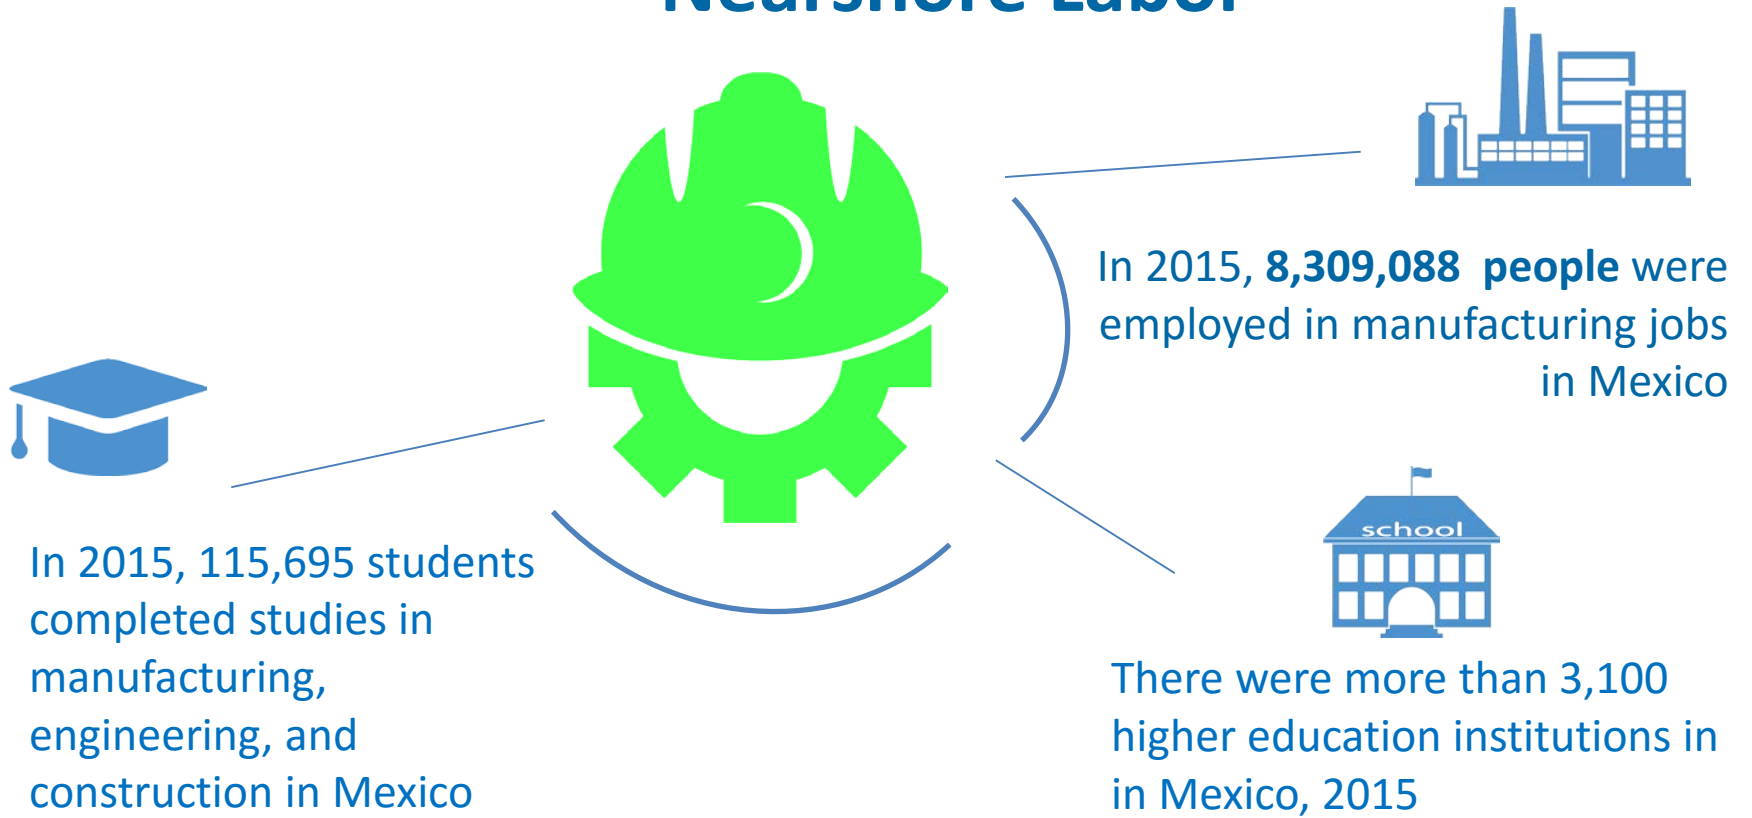 Nearshore Labor
In 2015, 8,309,088  people were
employed in manufacturing jobs
in Mexico
In 2015, 115,695 students
completed studies in
manufacturing,
engineering, and
construction in Mexico
school
There were more than 3,100
higher education institutions in
in Mexico, 2015